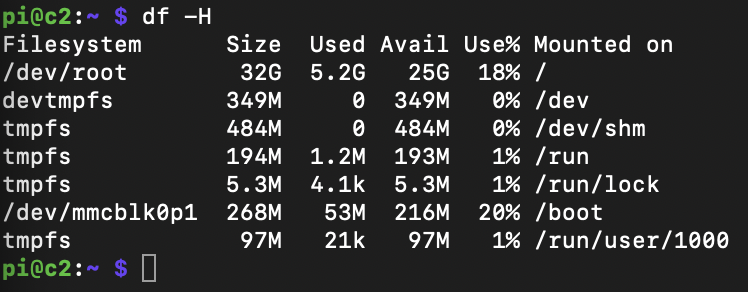 pi@c2:~ $ df -H
Filesystem      Size  Used Avail Use% Mounted on
/dev/root        32G  5.2G   25G  18% /
devtmpfs        349M     0  349M   0% /dev
tmpfs           484M     0  484M   0% /dev/shm
tmpfs           194M  1.2M  193M   1% /run
tmpfs           5.3M  4.1k  5.3M   1% /run/lock
/dev/mmcblk0p1  268M   53M  216M  20% /boot
tmpfs            97M   21k   97M   1% /run/user/1000
pi@c2:~ $